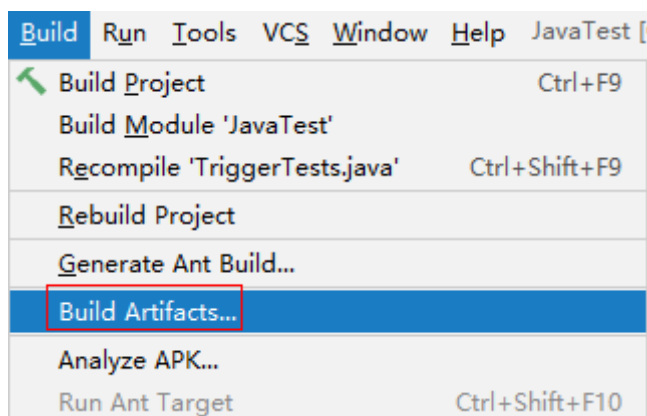 Build Run Tools VCS Window Help JavaTest [
Build Project Ctrl+F9
Build Module 'JavaTest'
Recompile 'TriggerTests.java' Ctrl+Shift+F9
Rebuild Project
Generate Ant Build...
Build Artifacts...
Analyze APK...
Run Ant Target Ctrl+Shift+F10